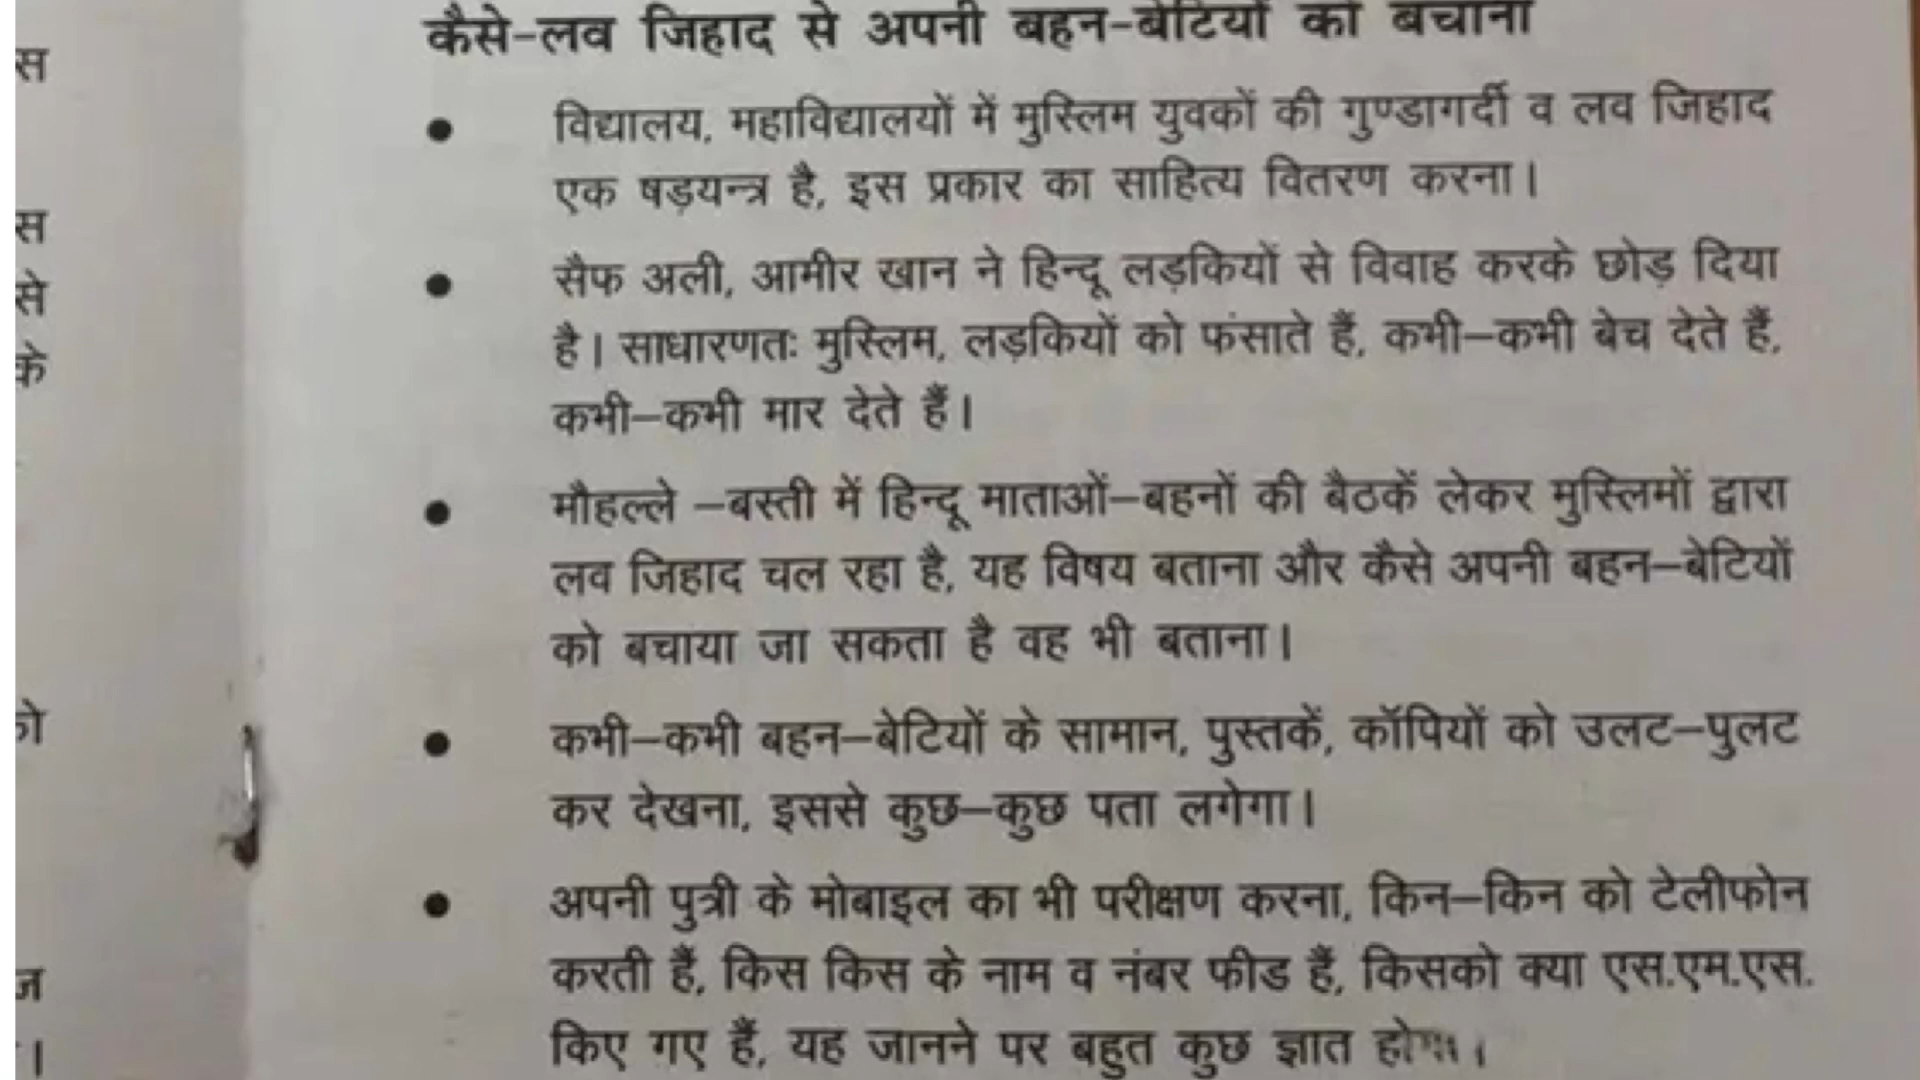 कैसे-लव जिहाद से अपनी बहन-बेटियों को बचाना
स
विद्यालय, महाविद्यालयों में मुस्लिम युवकों की गुण्डागर्दी व लव जिहाद
एक षड़यन्त्र है, इस प्रकार का साहित्य वितरण करना।
स
सैफ अली, आमीर खान ने हिन्दू लड़कियों से विवाह करके छोड़ दिया
से
है। साधारणतः मुस्लिम, लड़कियों को फंसाते हैं, कभी–कभी बेच देते हैं,
के
कभी–कभी मार देते हैं।
मौहल्ले –बस्ती में हिन्दू माताओं–बहनों की बैठकें लेकर मुस्लिमों द्वारा
लव जिहाद चल रहा है, यह विषय बताना और कैसे अपनी बहन–बेटियों
को बचाया जा सकता है वह भी बताना।
कभी–कभी बहन–बेटियों के सामान, पुस्तकें, कॉपियों को उलट–पुलट
कर देखना, इससे कुछ–कुछ पता लगेगा।
अपनी पुत्री के मोबाइल का भी परीक्षण करना, किन–किन को टेलीफोन
करती हैं, किस किस के नाम व नंबर फीड हैं, किसको क्या एस.एम.एस.
किए गए हैं, यह जानने पर बहुत कुछ ज्ञात होगा।